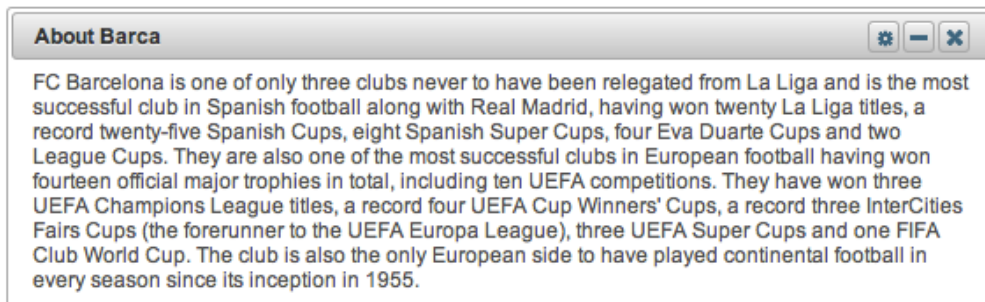 About Barca
FC Barcelona is one of only three clubs never to have been relegated from La Liga and is the most
successful club in Spanish football along with Real Madrid, having won twenty La Liga titles, a
record twenty-five Spanish Cups, eight Spanish Super Cups, four Eva Duarte Cups and two
League Cups. They are also one of the most successful clubs in European football having won
fourteen official major trophies in total, including ten UEFA competitions. They have won three
UEFA Champions League titles, a record four UEFA Cup Winners' Cups, a record three InterCities
Fairs Cups (the forerunner to the UEFA Europa League), three UEFA Super Cups and one FIFA
Club World Cup. The club is also the only European side to have played continental football in
every season since its inception in 1955.